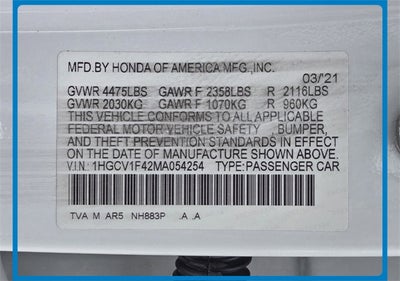 MFD.BY HONDA OF AMERICA MFG.,INC.
03/'21
GVWR 4475LBS GAWR F 2358LBS R 2116LBS
GVWR 2030KG GAWR F 1070KG R 960KG
THIS VEHICLE CONFORMS TO ALL APPLICABLE
FEDERAL MOTOR VEHICLE SAFETY , BUMPER,
AND THEFT PREVENTION STANDARDS IN EFFECT
ON THE DATE OF MANUFACTURE SHOWN ABOVE.
V.I.N: 1HGCV1F42MA054254 TYPE:PASSENGER CAR
TVA M AR5 NH883P .A .A